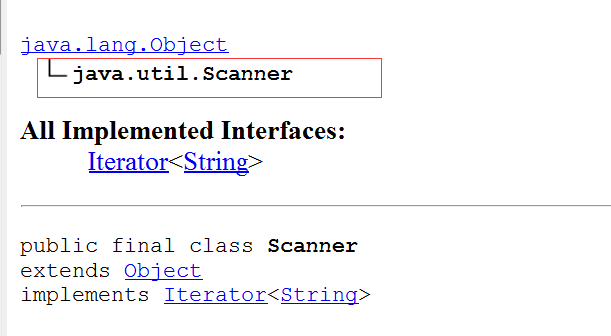 java.lang.Object
java.util.Scanner
All Implemented Interfaces:
Iterator<String>
public final class Scanner
extends Object
implements Iterator<String>